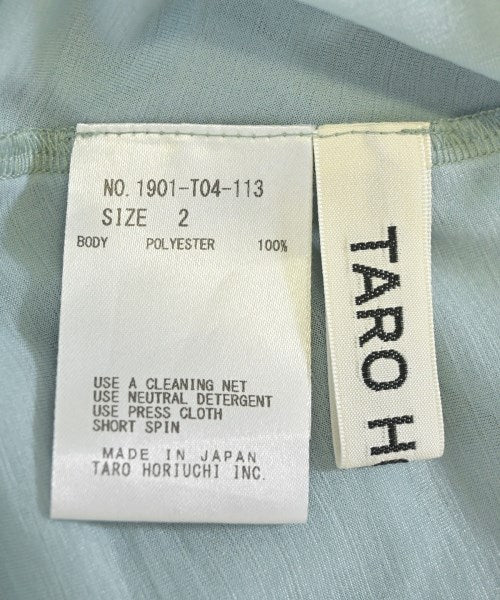 NO. 1901-T04-113
SIZE 2
BODY POLYESTER 100%
USE A CLEANING NET
USE NEUTRAL DETERGENT
USE PRESS CLOTH
SHORT SPIN
MADE IN JAPAN
TARO HORIUCHI INC.
TARO HO